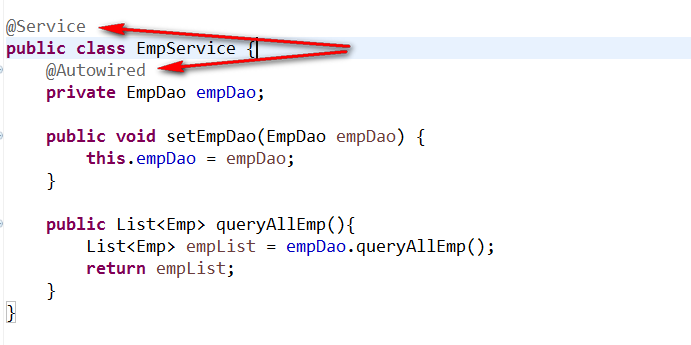 @Service
public class EmpService {
@Autowired
private EmpDao empDao;
public void setEmpDao(EmpDao empDao) {
this.empDao = empDao;
}
public List<Emp> queryAllEmp(){
List<Emp> empList = empDao.queryAllEmp();
return empList;
}
}